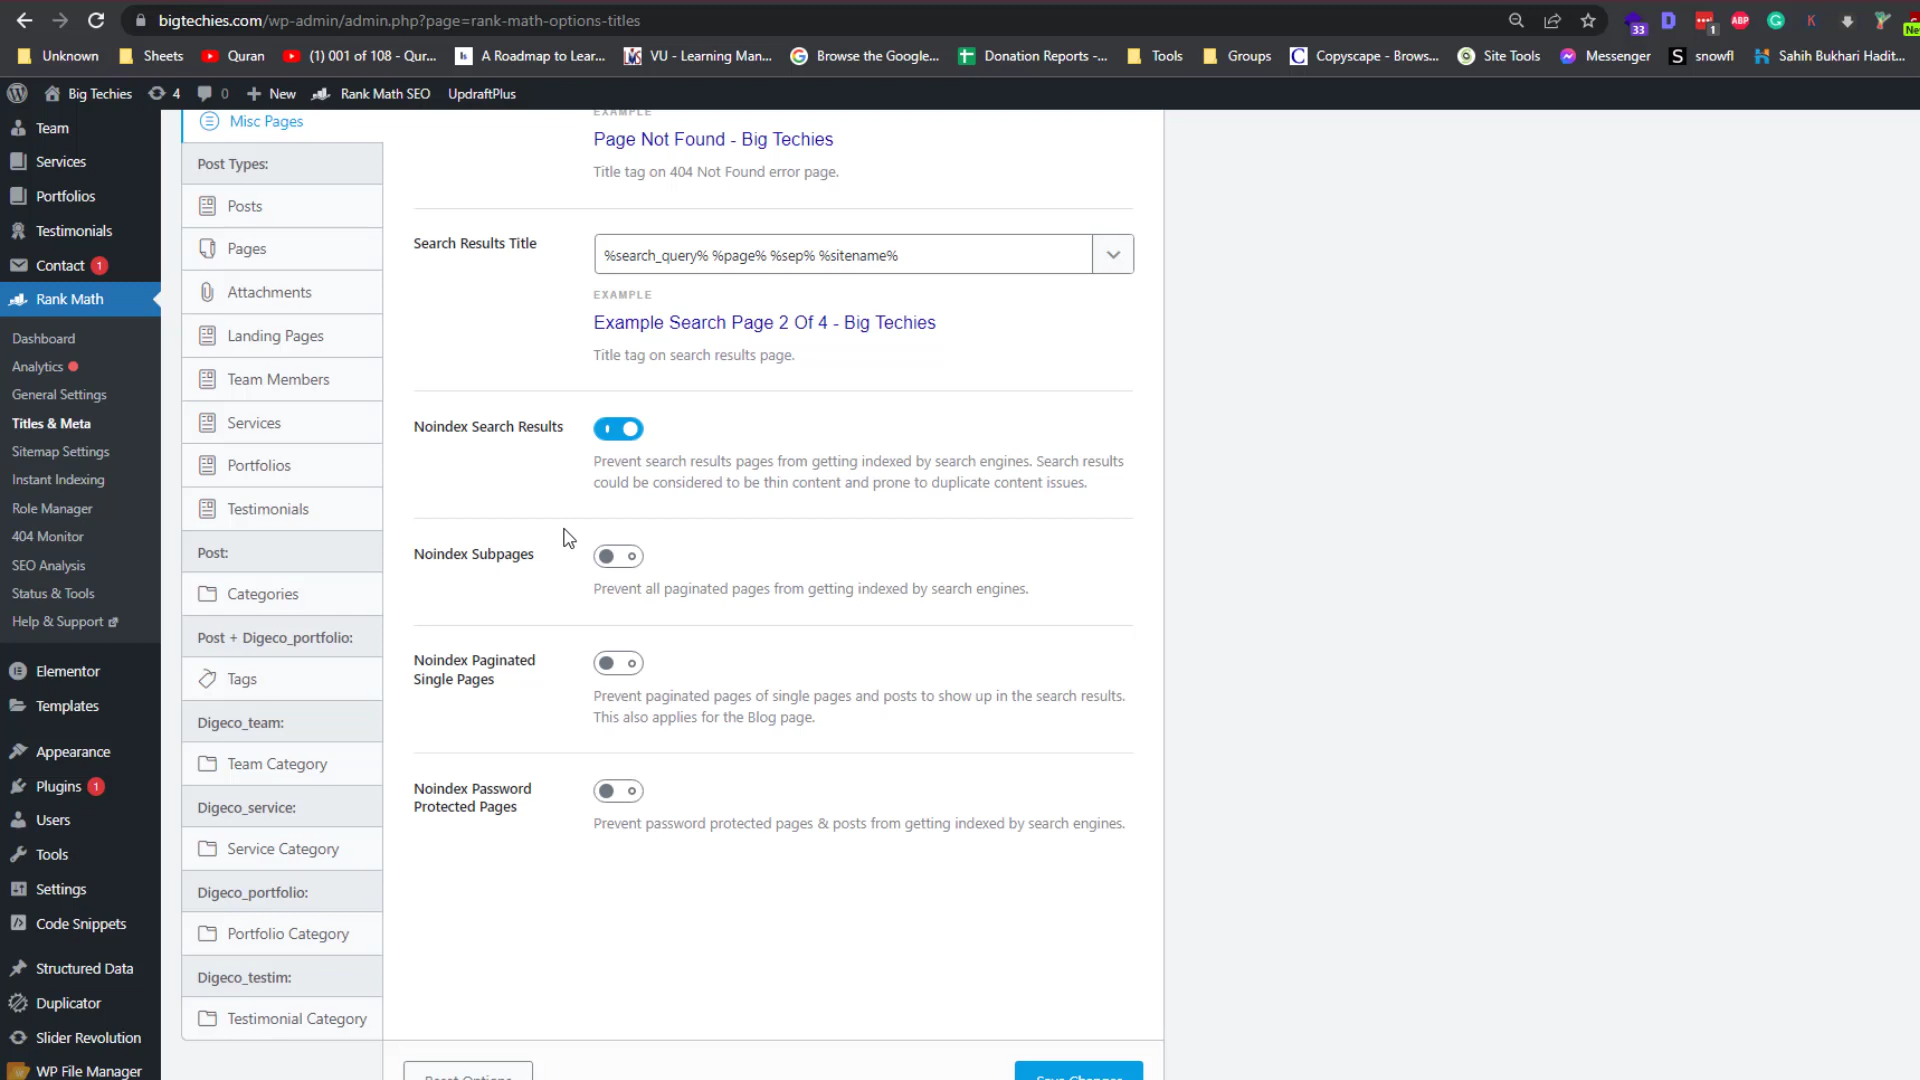 bigtechies.com/wp-admin/admin.php?page=rank-math-options-titles
33
1
ABP
Unknown
Sheets
Quran
(1) 001 of 108 - Qur...
A Roadmap to Lear...
VU - Learning Man...
Browse the Google...
Donation Reports -...
Tools
Groups
Copyscape - Brows...
Site Tools
Messenger
snowfl
Sahih Bukhari Hadit...
Big Techies
4
0
New
Rank Math SEO
UpdraftPlus
Team
Services
Portfolios
Testimonials
Contact 1
Rank Math
Dashboard
Analytics
General Settings
Titles & Meta
Sitemap Settings
Instant Indexing
Role Manager
404 Monitor
SEO Analysis
Status & Tools
Help & Support
Elementor
Templates
Appearance
Plugins 1
Users
Tools
Settings
Code Snippets
Structured Data
Duplicator
Slider Revolution
WP File Manager
Misc Pages
Post Types:
Posts
Pages
Attachments
Landing Pages
Team Members
Services
Portfolios
Testimonials
Post:
Categories
Post + Digeco_portfolio:
Tags
Digeco_team:
Team Category
Digeco_service:
Service Category
Digeco_portfolio:
Portfolio Category
Digeco_testim:
Testimonial Category
EXAMPLE
Page Not Found - Big Techies
Title tag on 404 Not Found error page.
Search Results Title
%search_query% %page% %sep% %sitename%
EXAMPLE
Example Search Page 2 Of 4 - Big Techies
Title tag on search results page.
Noindex Search Results
Prevent search results pages from getting indexed by search engines. Search results
could be considered to be thin content and prone to duplicate content issues.
Noindex Subpages
Prevent all paginated pages from getting indexed by search engines.
Noindex Paginated
Single Pages
Prevent paginated pages of single pages and posts to show up in the search results.
This also applies for the Blog page.
Noindex Password
Protected Pages
Prevent password protected pages & posts from getting indexed by search engines.
Reset Options
Save Changes